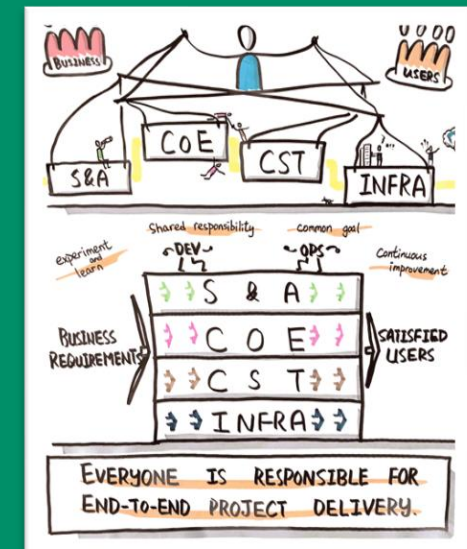 BUSINESS
USERS
S&A
CoE
CST
INFRA
...?
!!
experiment
and
learn
Shared responsibility
DEV
common goal
OPS
Continuous
improvement
BUSINESS
REQUIREMENTS
S & A
C O E
C S T
INFRA
SATISFIED
USERS
EVERYONE IS RESPONSIBLE FOR
END-TO-END PROJECT DELIVERY.